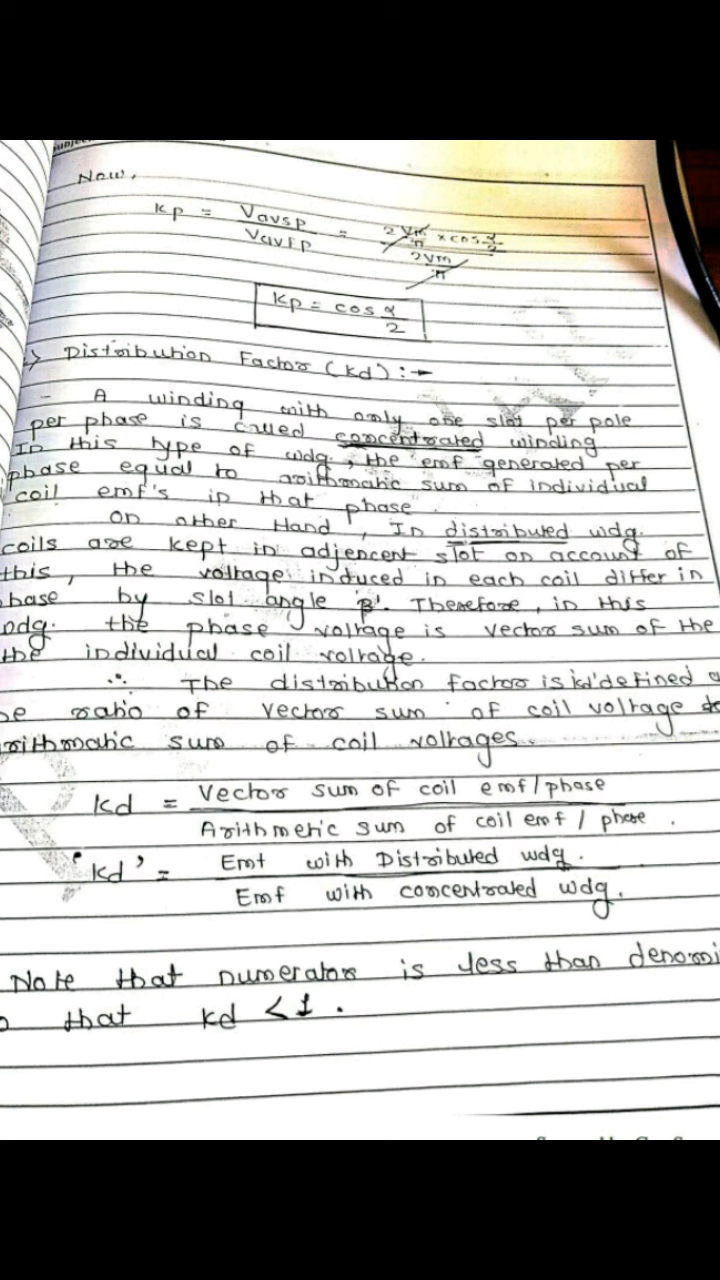 Now,
Kp = Vavsp / Vavfp = 2Vm/π x cos α/2 / 2Vm/π
Kp = cos α/2
Distribution Factor (Kd) :-
- A winding with only one slot per pole
per phase is called concentrated winding
In this type of wdg, the emf generated per
phase equal to arithmatic sum of individual
coil emf's in that phase
On other Hand, In distributed wdg.
coils are kept in adjencent slot on account of
this, the voltage induced in each coil differ in
hase by slot angle 'β'. Therefore, in this
wdg. the phase voltage is vector sum of the
the individual coil voltage.
∴ The distribution factor is kd' defined a
be ratio of vector sum of coil voltage to
rithmatic sum of coil voltages.
Kd = Vector sum of coil emf/phase / Arithmetic sum of coil emf / phase.
'Kd' = Emf with Distributed wdg. / Emf with concentrated wdg.
Note that numerator is less than denomi
o that kd <1.